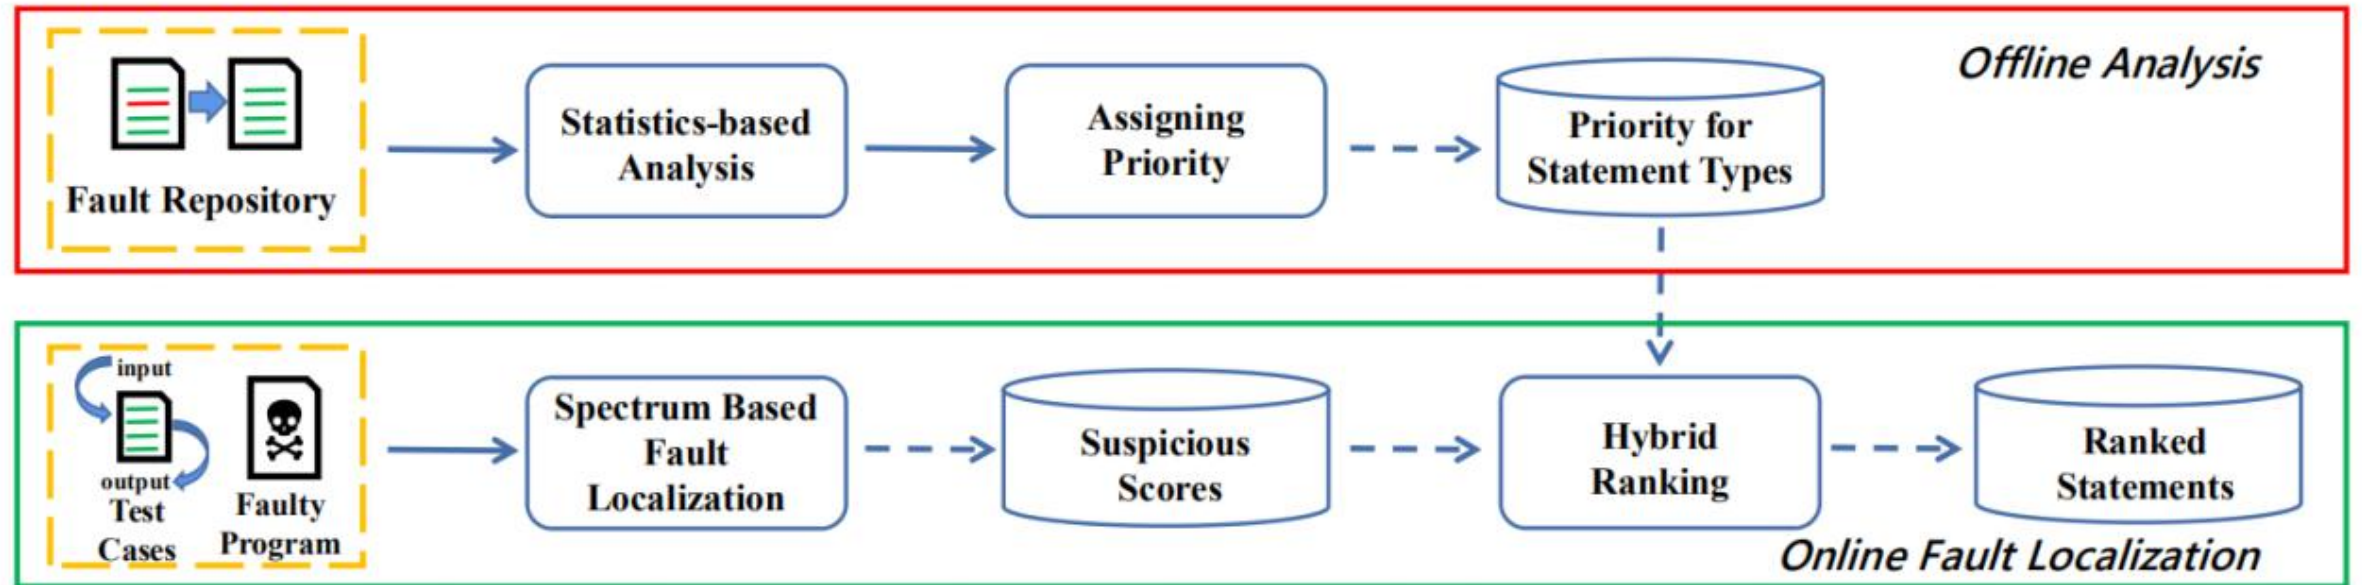 Offline Analysis
Fault Repository
Statistics-based
Analysis
Assigning
Priority
Priority for
Statement Types
input
output
Test
Cases
Faulty
Program
Spectrum Based
Fault
Localization
Suspicious
Scores
Hybrid
Ranking
Ranked
Statements
Online Fault Localization